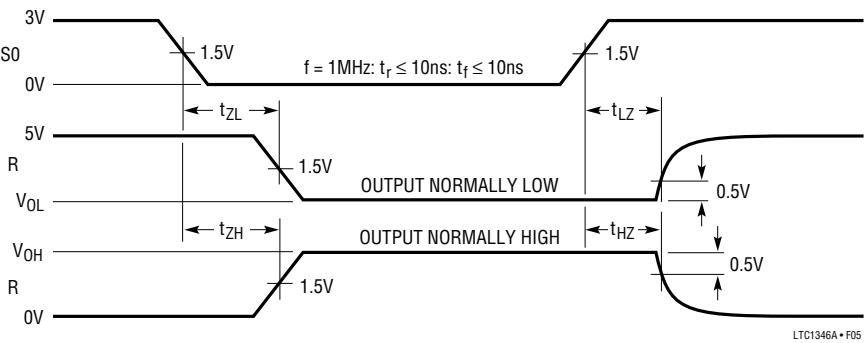 3V
S0
1.5V
1.5V
f = 1MHz: tr ≤ 10ns: tf ≤ 10ns
0V
tZL
tLZ
5V
R
1.5V
OUTPUT NORMALLY LOW
0.5V
VOL
tZH
tHZ
VOH
OUTPUT NORMALLY HIGH
0.5V
R
1.5V
0V
LTC1346A • F05